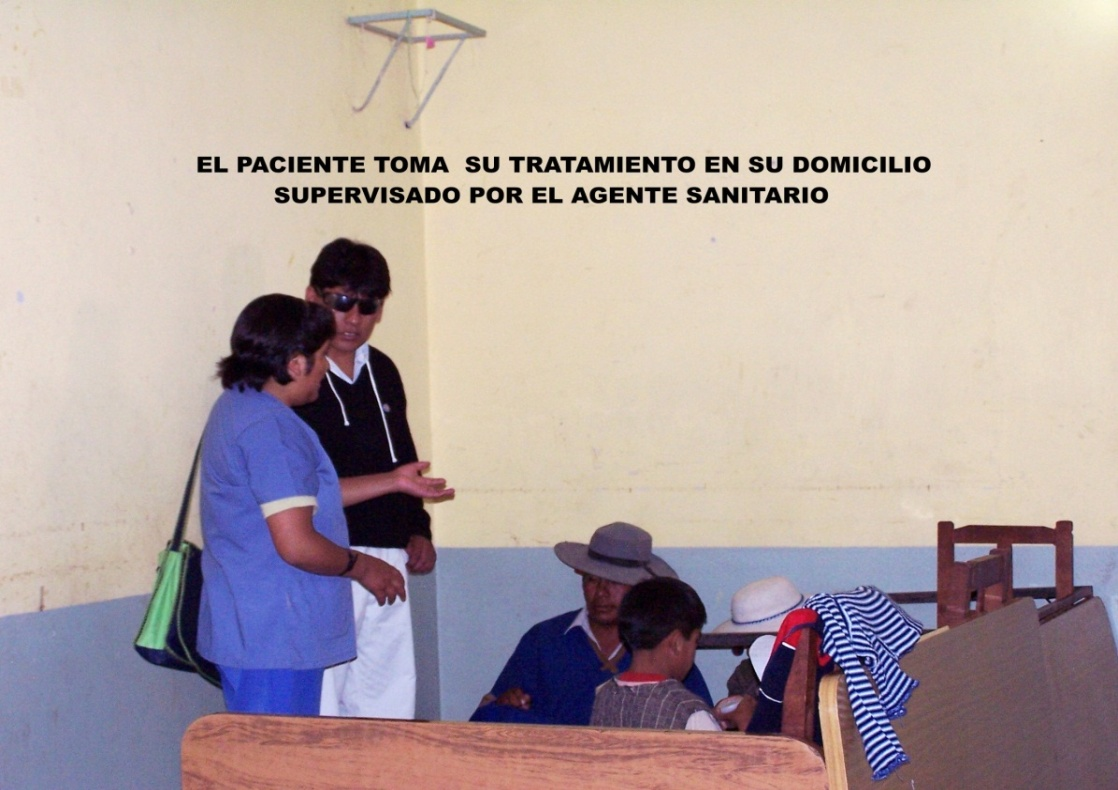 EL PACIENTE TOMA  SU TRATAMIENTO EN SU DOMICILIO
SUPERVISADO POR EL AGENTE SANITARIO